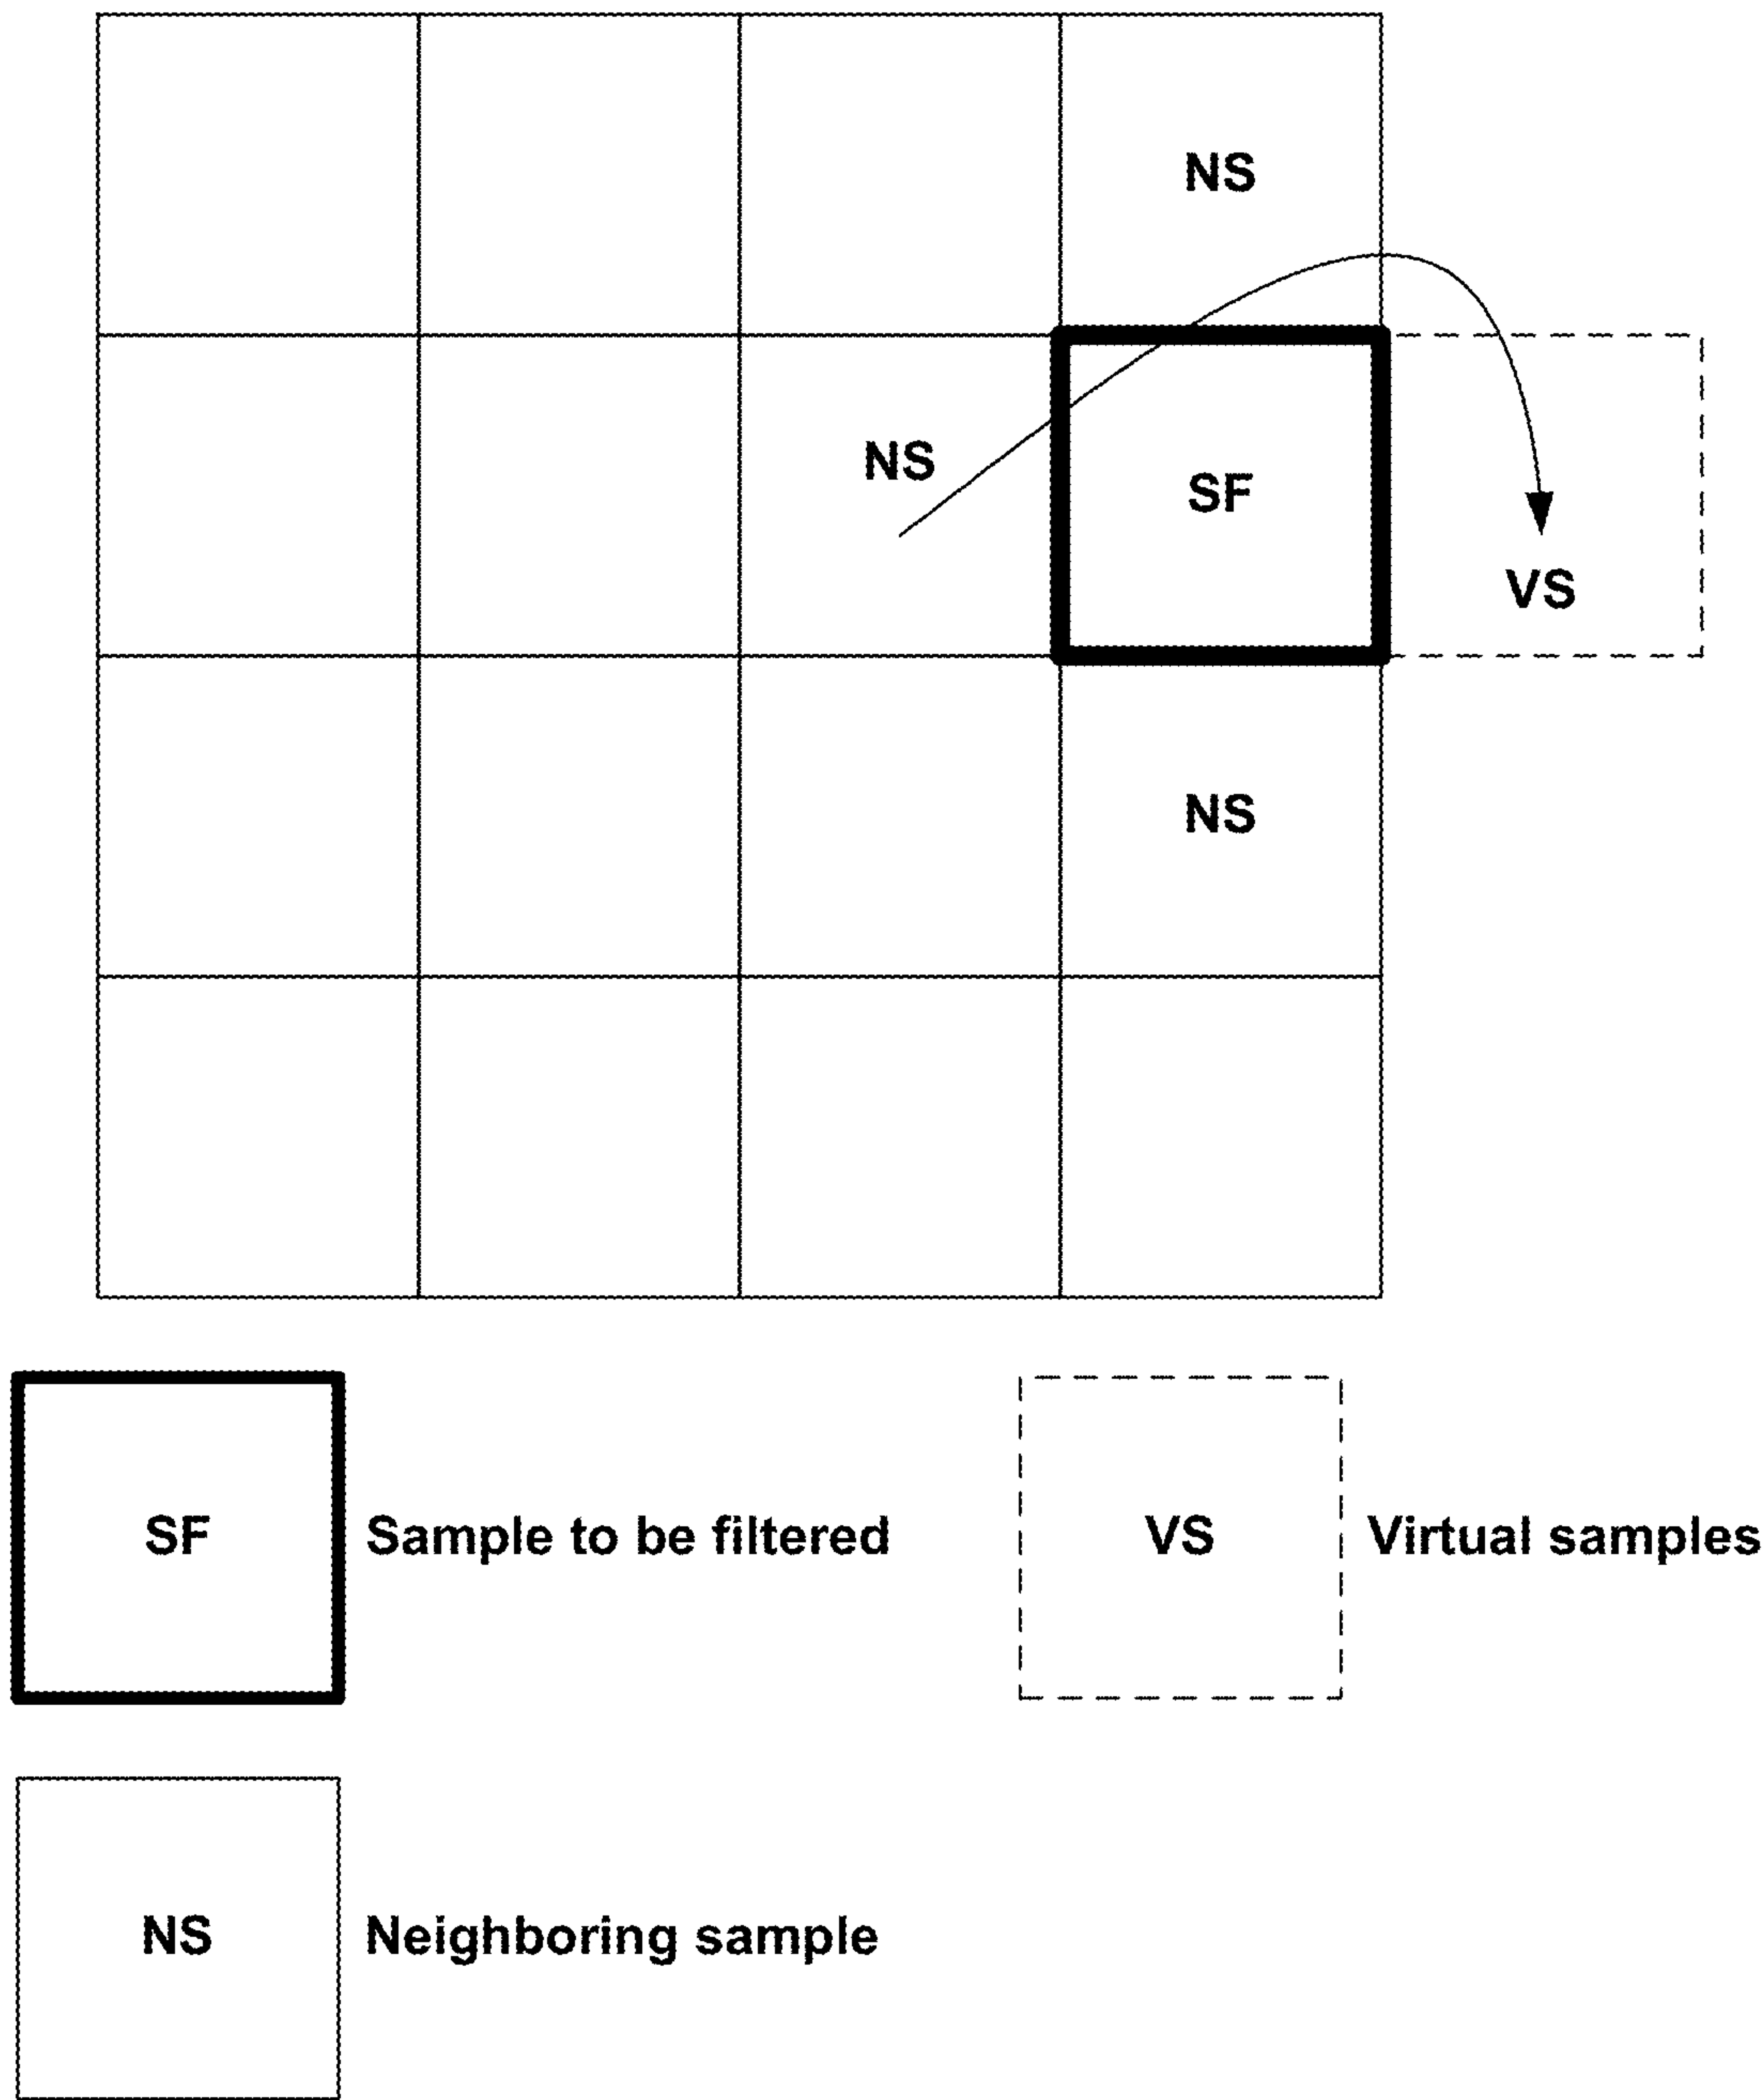 NS
NS
SF
VS
NS
SF
Sample to be filtered
VS
Virtual samples
NS
Neighboring sample